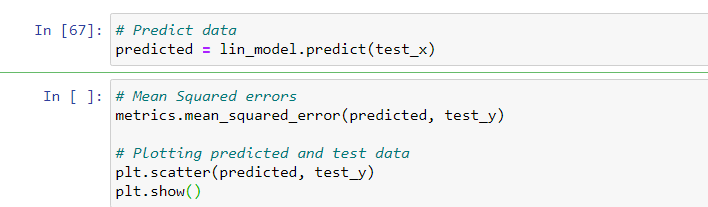 In [67]: # Predict data
predicted = lin_model.predict(test_x)
In [ ]: # Mean Squared errors
metrics.mean_squared_error(predicted, test_y)
# Plotting predicted and test data
plt.scatter(predicted, test_y)
plt.show()